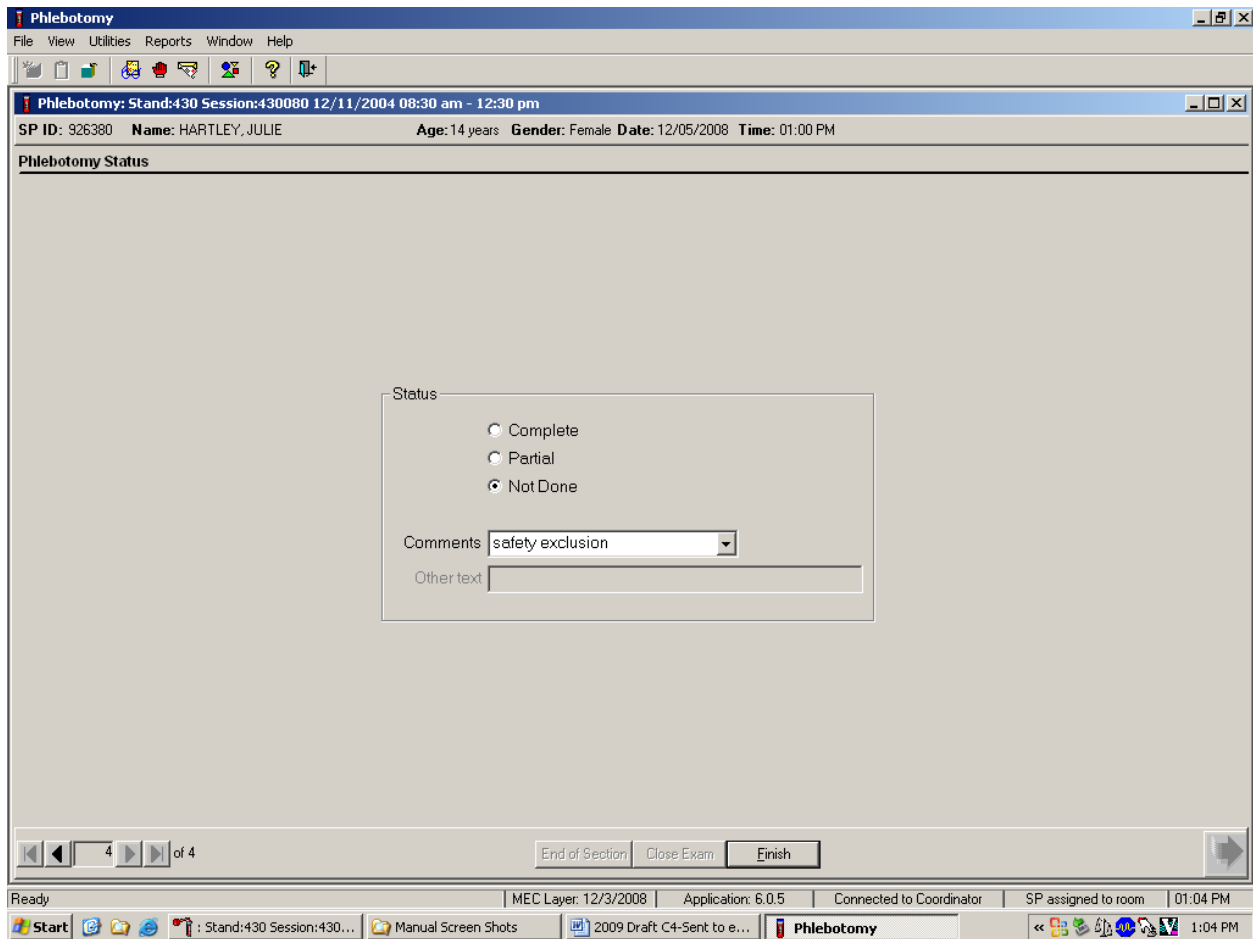 Phlebotomy
File View Utilities Reports Window Help
Phlebotomy: Stand:430 Session:430080 12/11/2004 08:30 am - 12:30 pm
SP ID: 926380 Name: HARTLEY, JULIE Age: 14 years Gender: Female Date: 12/05/2008 Time: 01:00 PM
Phlebotomy Status
Status
Complete
Partial
Not Done
Comments safety exclusion
Other text
4 of 4 End of Section Close Exam Finish
Ready MEC Layer: 12/3/2008 Application: 6.0.5 Connected to Coordinator SP assigned to room 01:04 PM
Start : Stand:430 Session:430... Manual Screen Shots 2009 Draft C4-Sent to e... Phlebotomy « 1:04 PM